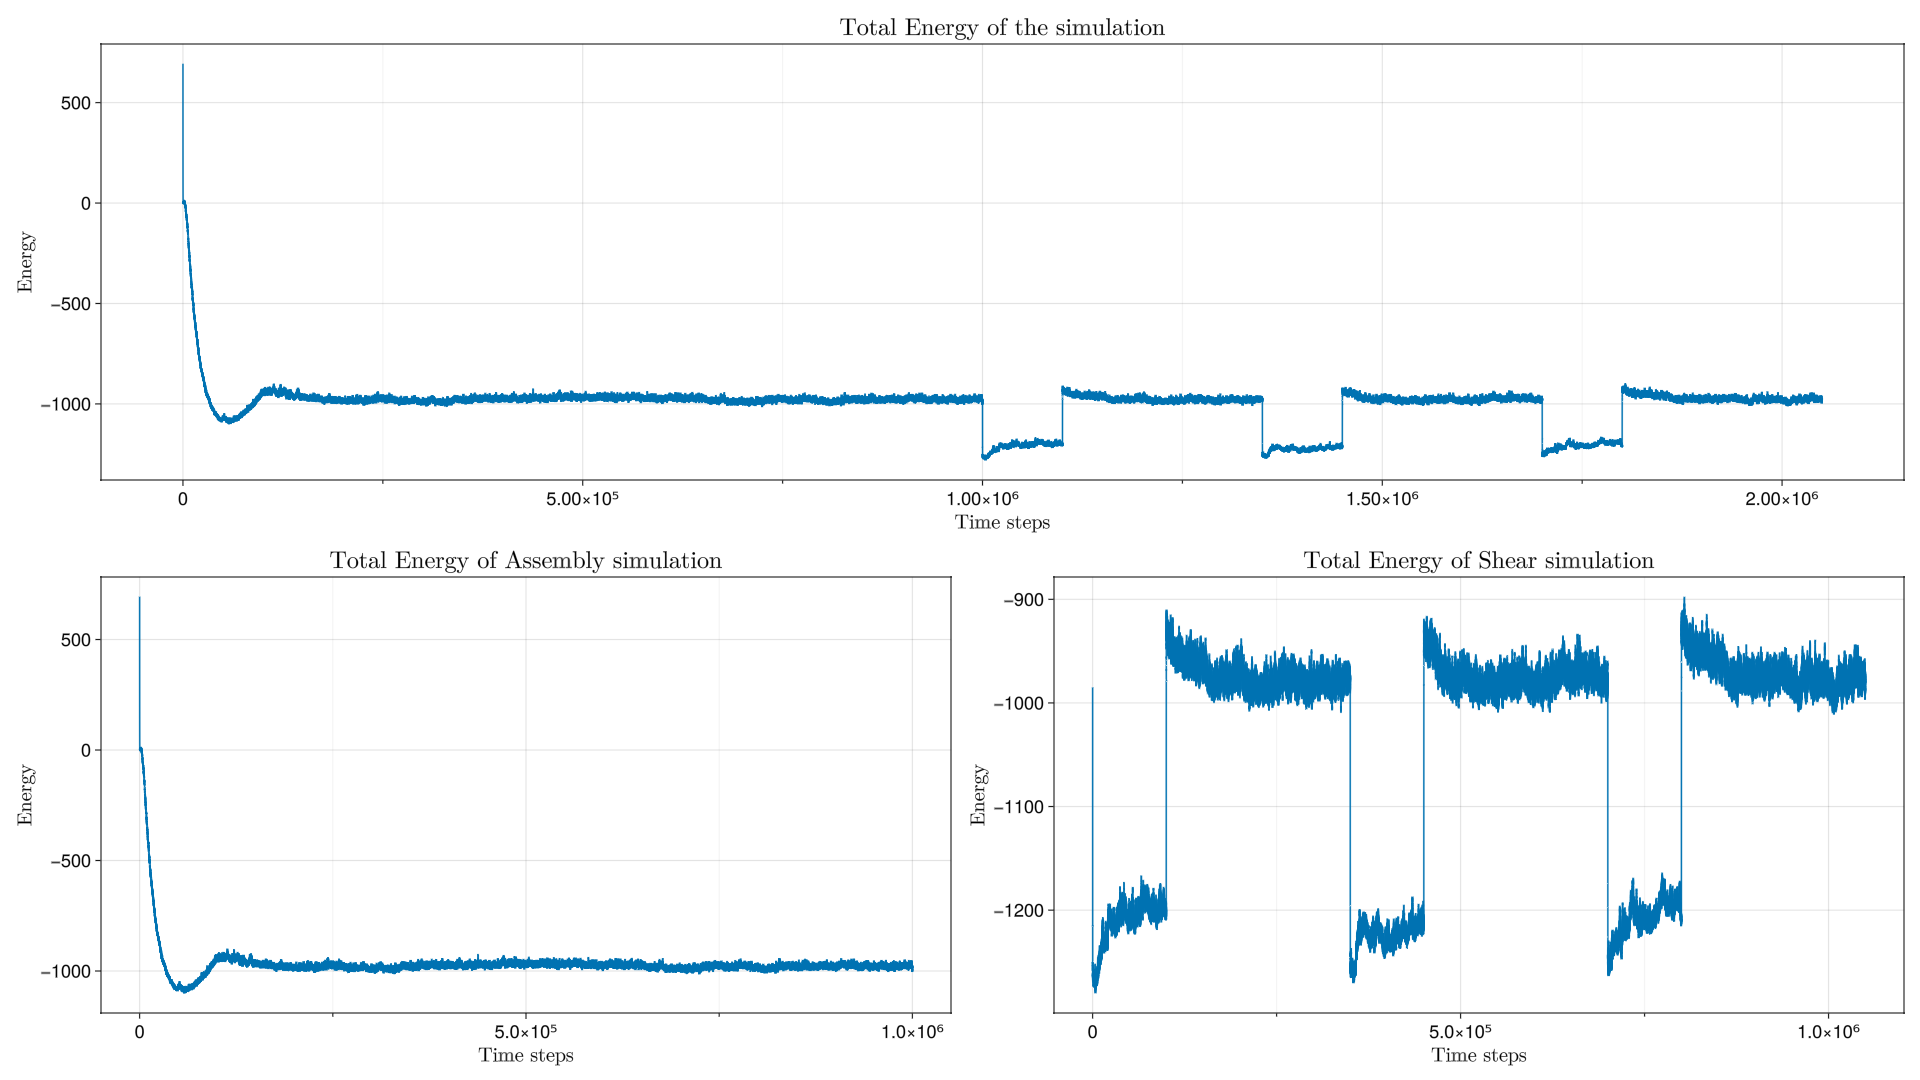 Total Energy of the simulation
Energy
500
0
−500
−1000
0 5.00×10⁵ 1.00×10⁶ 1.50×10⁶ 2.00×10⁶
Time steps
Total Energy of Assembly simulation
Energy
500
0
−500
−1000
0 5.0×10⁵ 1.0×10⁶
Time steps
Total Energy of Shear simulation
Energy
−900
−1000
−1100
−1200
0 5.0×10⁵ 1.0×10⁶
Time steps